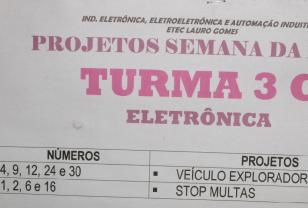 IND. ELETRÔNICA, ELETROELETRÔNICA E AUTOMAÇÃO
ETEC LAURO GOMES
PROJETOS SEMANA DA
TURMA 3 C
ELETRÔNICA
NÚMEROS PROJETOS
4, 9, 12, 24 e 30 ▪ VEÍCULO EXPLORADOR
1, 2, 6 e 16 ▪ STOP MULTAS